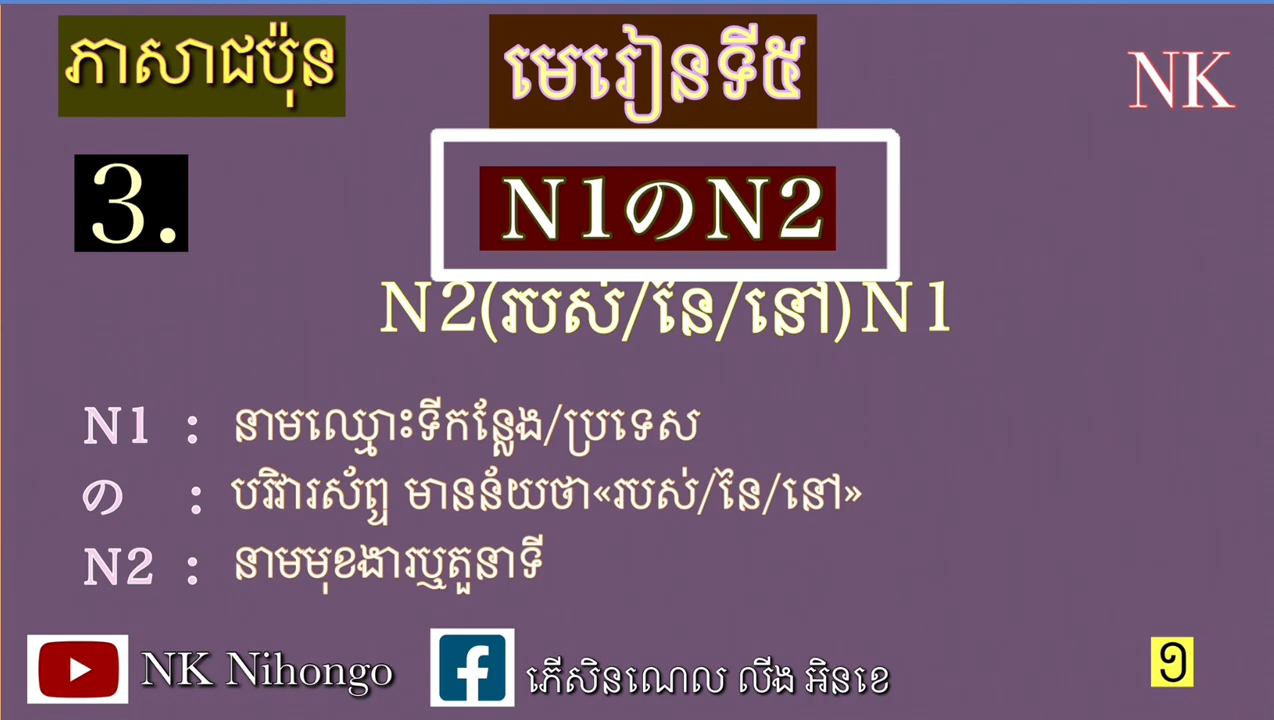 ភាសាជប៉ុន
មេរៀនទី៥
NK
3.
N1のN2
N2(របស់/នៃ/នៅ)N1
N1 : នាមឈ្មោះទីកន្លែង/ប្រទេស
の : បរិវារស័ព្ទ មានន័យថា«របស់/នៃ/នៅ»
N2 : នាមមុខងារឬតួនាទី
NK Nihongo
ភើសិនណេល លីង អិនខេ
១